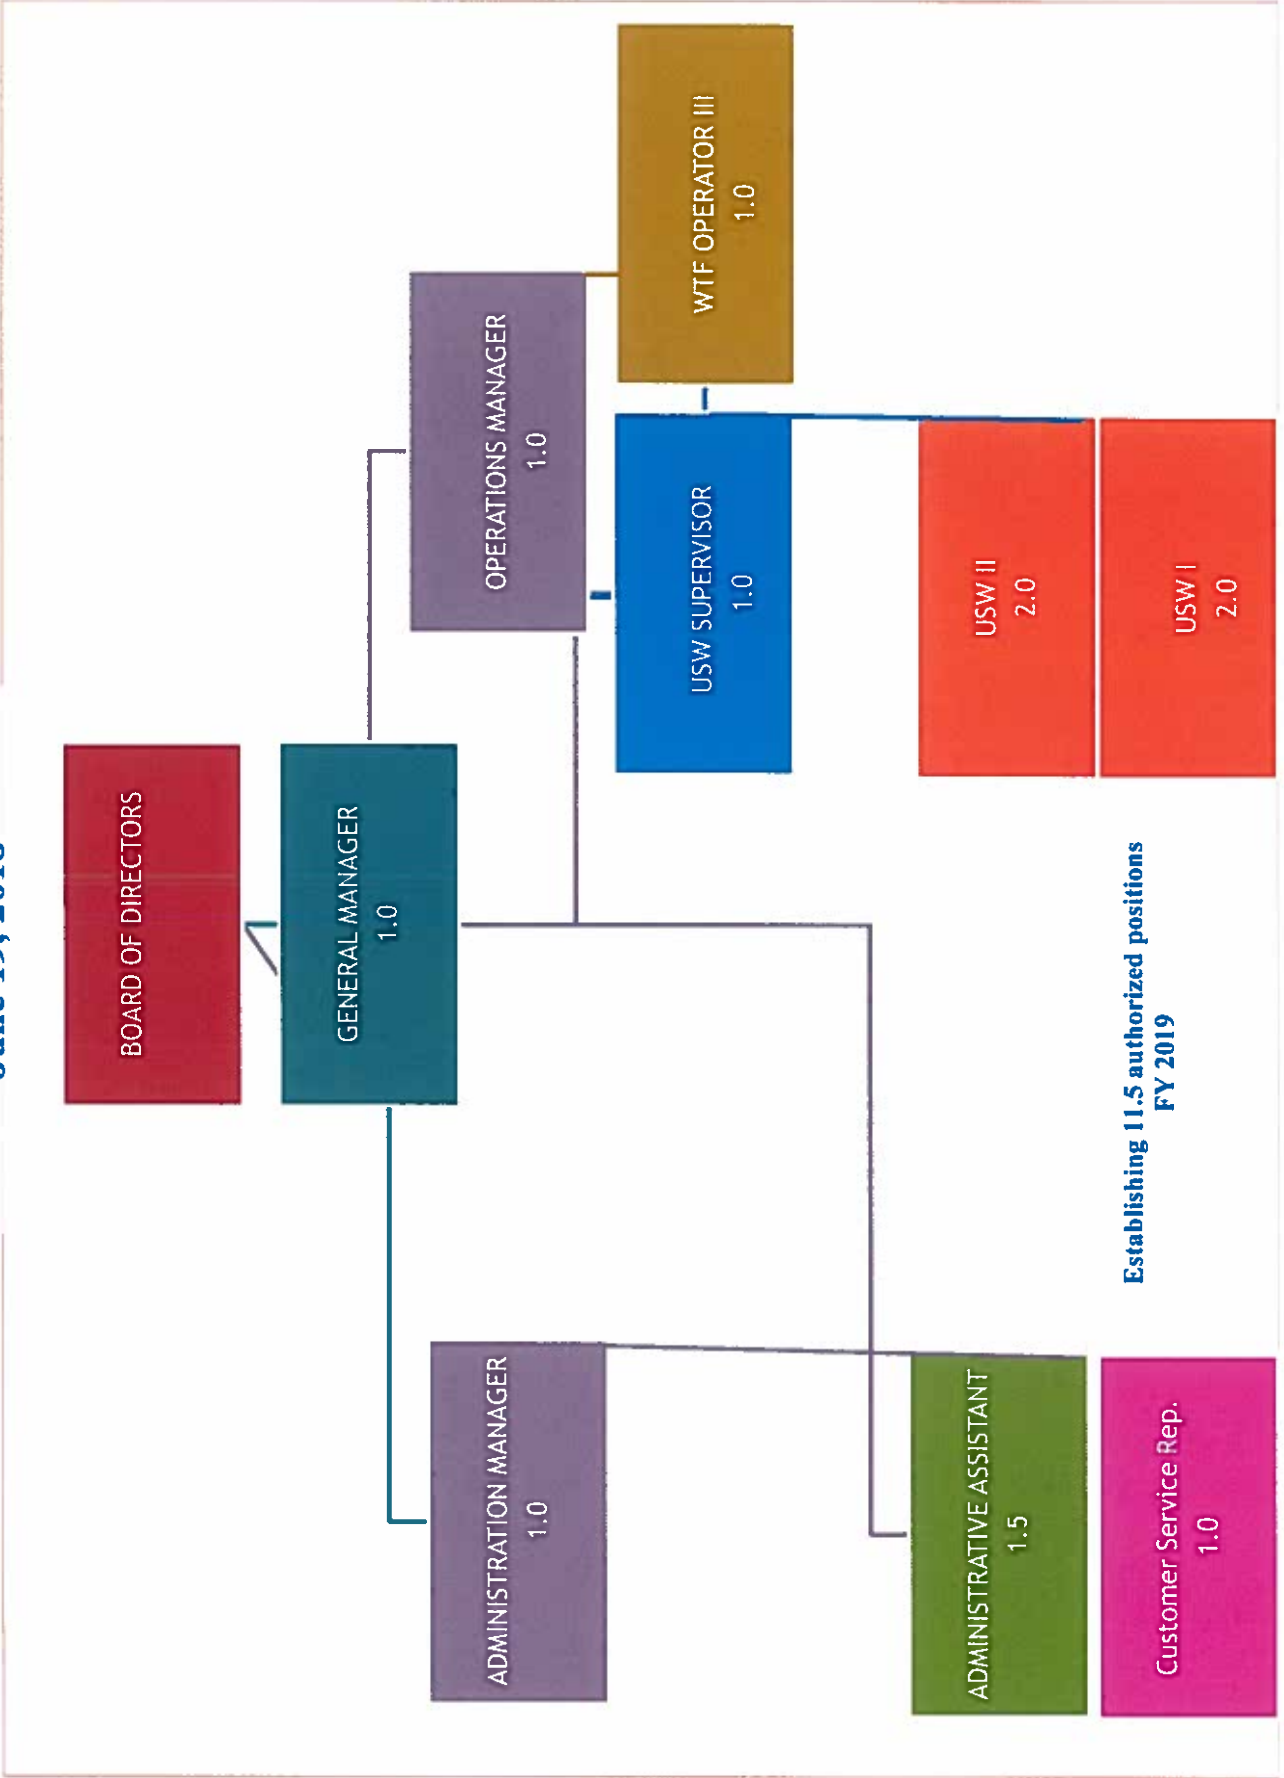 BOARD OF DIRECTORS
GENERAL MANAGER
1.0
ADMINISTRATION MANAGER
1.0
OPERATIONS MANAGER
1.0
USW SUPERVISOR
1.0
WTF OPERATOR III
1.0
ADMINISTRATIVE ASSISTANT
1.5
USW II
2.0
Customer Service Rep.
1.0
Establishing 11.5 authorized positions
FY 2019
USW I
2.0